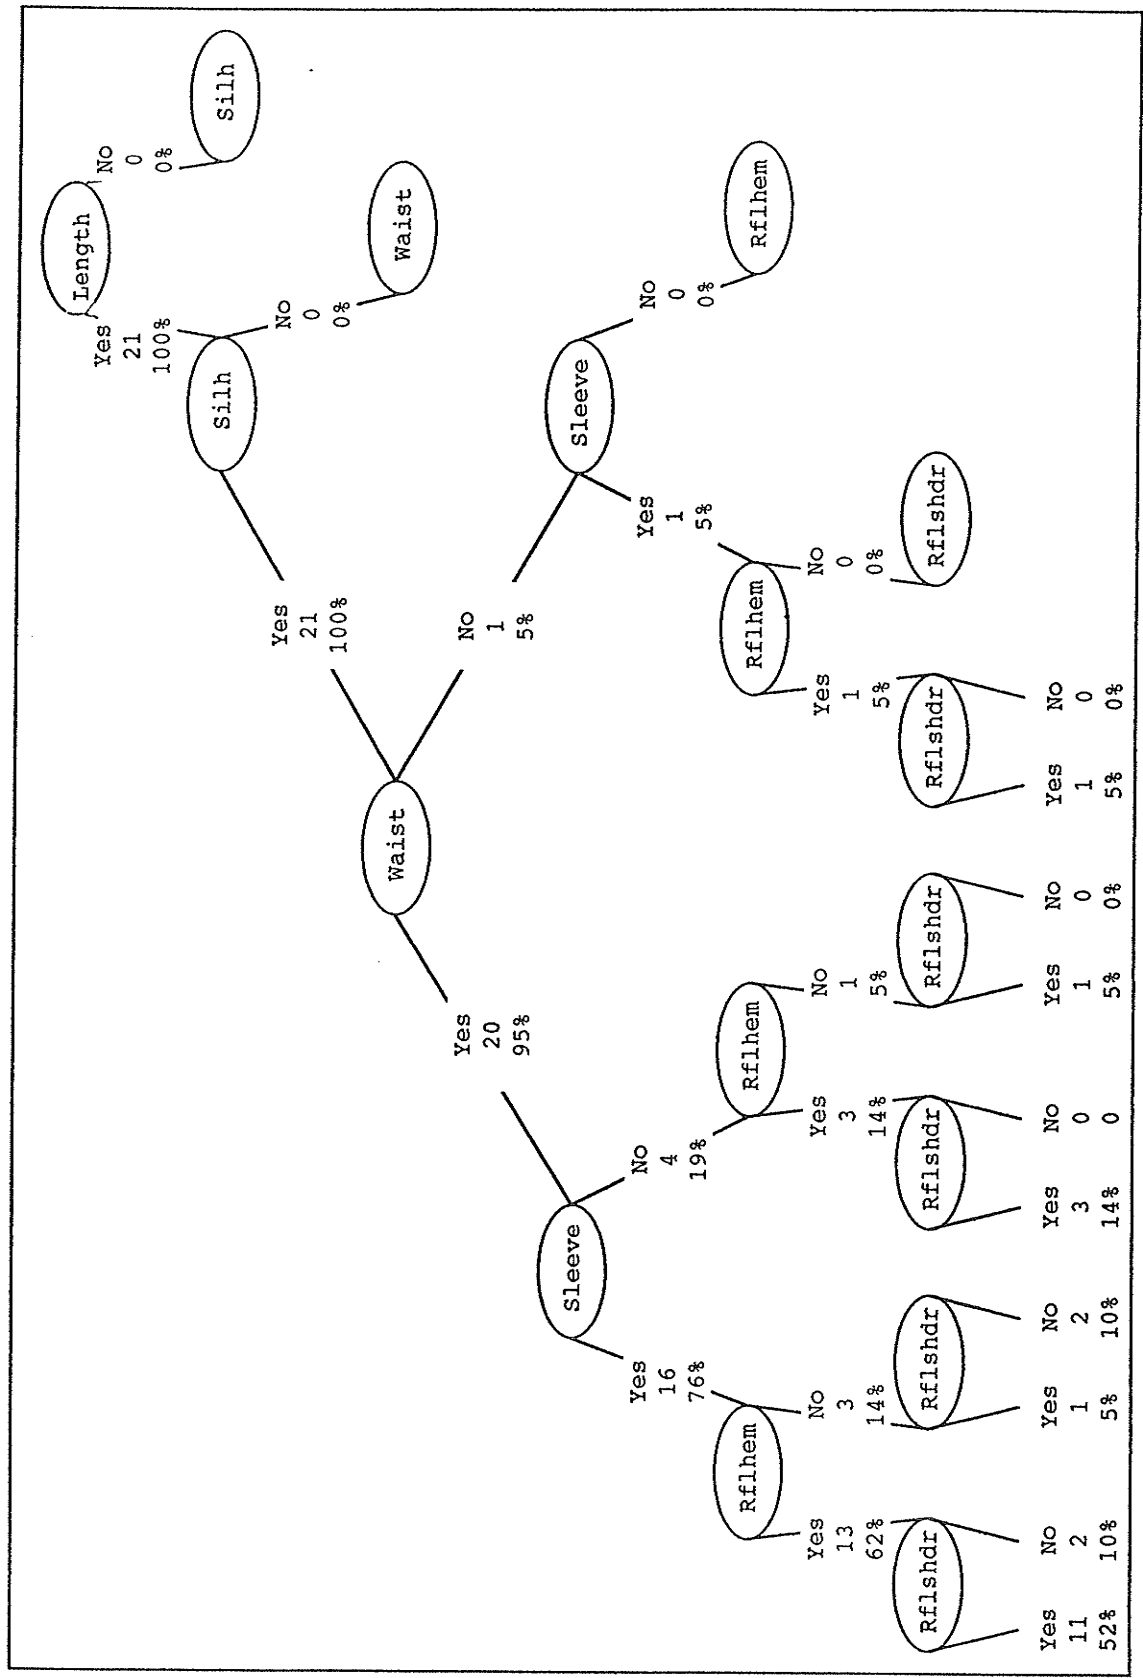 Length
Yes
21
100%
No
0
0%
Silh
Silh
Yes
21
100%
No
0
0%
Waist
Waist
Yes
20
95%
No
1
5%
Sleeve
Sleeve
Yes
16
76%
No
4
19%
Yes
1
5%
No
0
0%
Rflhem
Rflhem
Rflhem
Rflhem
Yes
13
62%
No
3
14%
Yes
3
14%
No
1
5%
Yes
1
5%
No
0
0%
Rflshdr
Rflshdr
Rflshdr
Rflshdr
Rflshdr
Rflshdr
Yes
11
52%
No
2
10%
Yes
1
5%
No
2
10%
Yes
3
14%
No
0
0
Yes
1
5%
No
0
0%
Yes
1
5%
No
0
0%